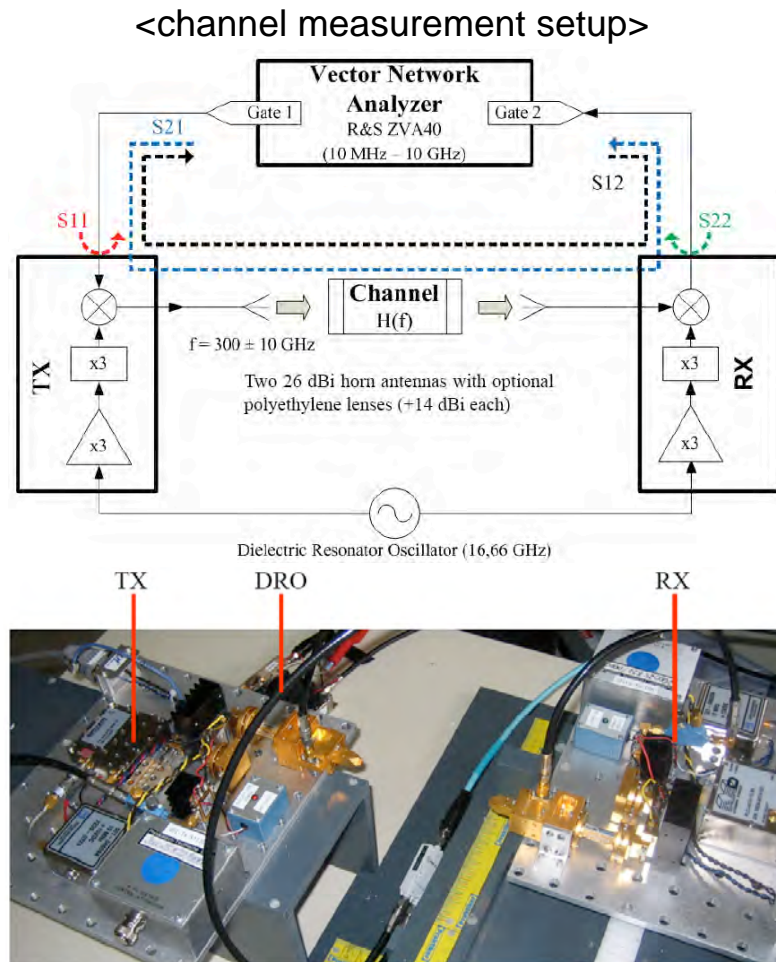 <channel measurement setup>
Vector Network
Analyzer
R&S ZVA40
(10 MHz – 10 GHz)
Gate 1
Gate 2
S21
S12
S11
S22
Channel
H(f)
f = 300 ± 10 GHz
TX
x3
x3
Two 26 dBi horn antennas with optional
polyethylene lenses (+14 dBi each)
RX
x3
x3
Dielectric Resonator Oscillator (16,66 GHz)
TX
DRO
RX